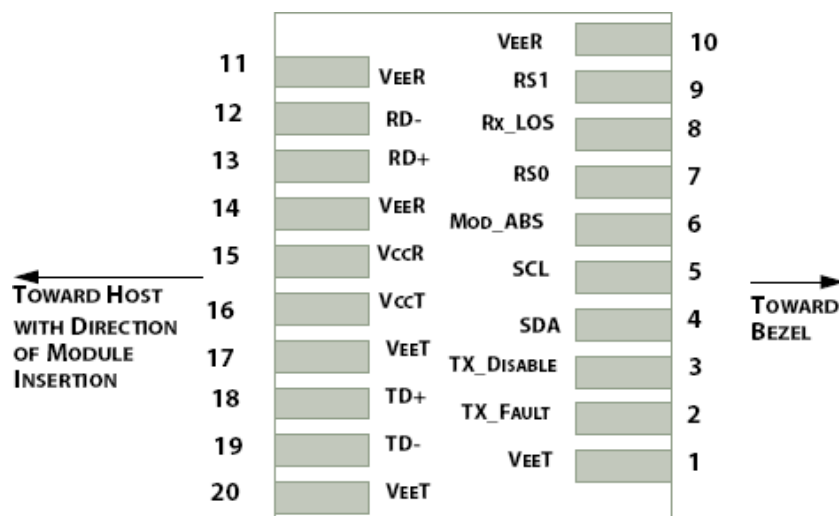 VEER 10
11 VEER
RS1 9
12 RD-
Rx_LOS 8
13 RD+
RS0 7
14 VEER
MOD_ABS 6
15 VCCR
SCL 5
16 VCCT
SDA 4
17 VEET
TX_DISABLE 3
18 TD+
TX_FAULT 2
19 TD-
VEET 1
20 VEET
TOWARD HOST
WITH DIRECTION
OF MODULE
INSERTION
TOWARD
BEZEL